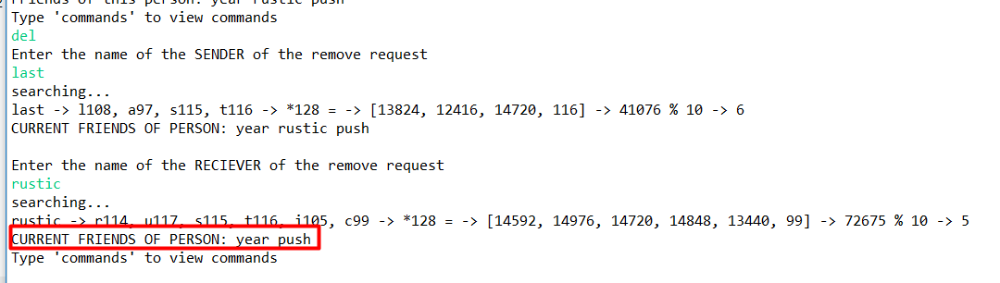 Friends of this person: year rustic push
Type 'commands' to view commands
del
Enter the name of the SENDER of the remove request
last
searching...
last -> l108, a97, s115, t116 -> *128 = -> [13824, 12416, 14720, 116] -> 41076 % 10 -> 6
CURRENT FRIENDS OF PERSON: year rustic push
Enter the name of the RECIEVER of the remove request
rustic
searching...
rustic -> r114, u117, s115, t116, i105, c99 -> *128 = -> [14592, 14976, 14720, 14848, 13440, 99] -> 72675 % 10 -> 5
CURRENT FRIENDS OF PERSON: year push
Type 'commands' to view commands